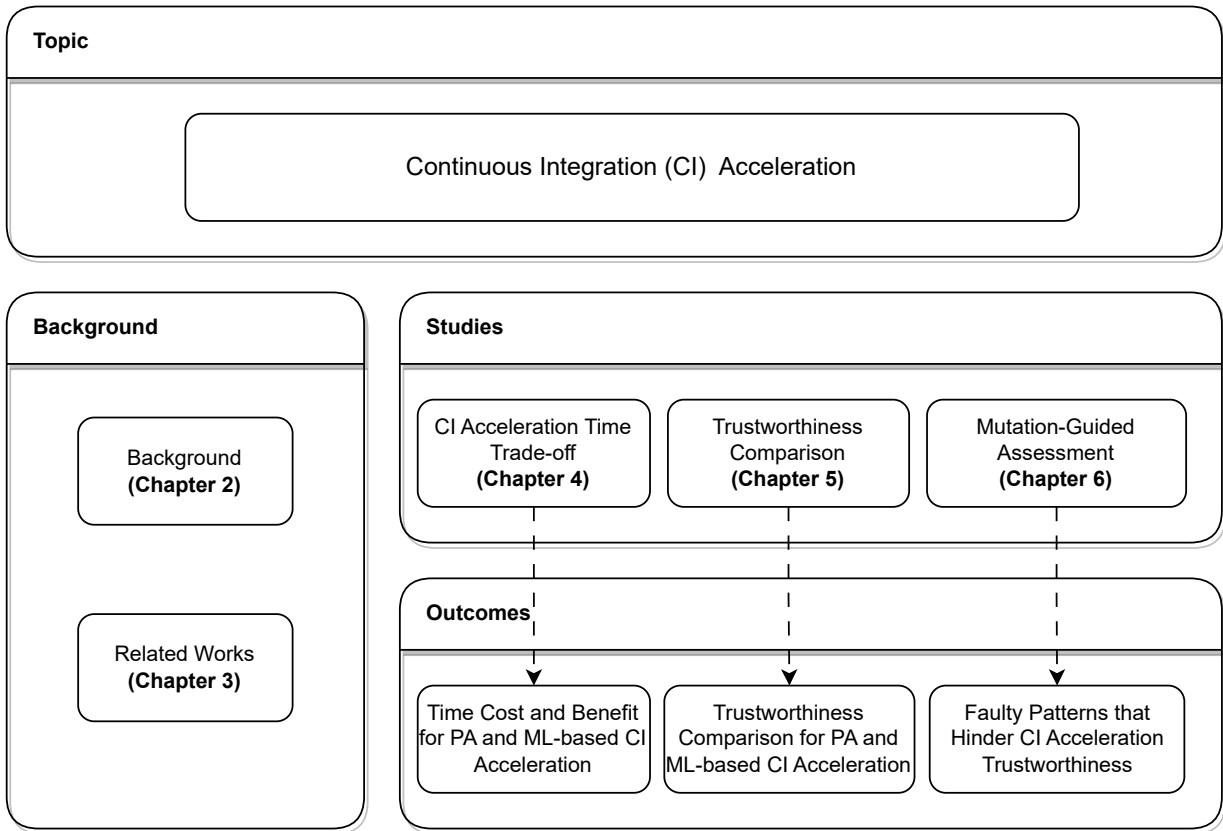 Topic
Continuous Integration (CI)  Acceleration
Background
Background
(Chapter 2)
Related Works
(Chapter 3)
Studies
CI Acceleration Time
Trade-off
(Chapter 4)
Trustworthiness
Comparison
(Chapter 5)
Mutation-Guided
Assessment
(Chapter 6)
Outcomes
Time Cost and Benefit
for PA and ML-based CI
Acceleration
Trustworthiness
Comparison for PA and
ML-based CI Acceleration
Faulty Patterns that
Hinder CI Acceleration
Trustworthiness